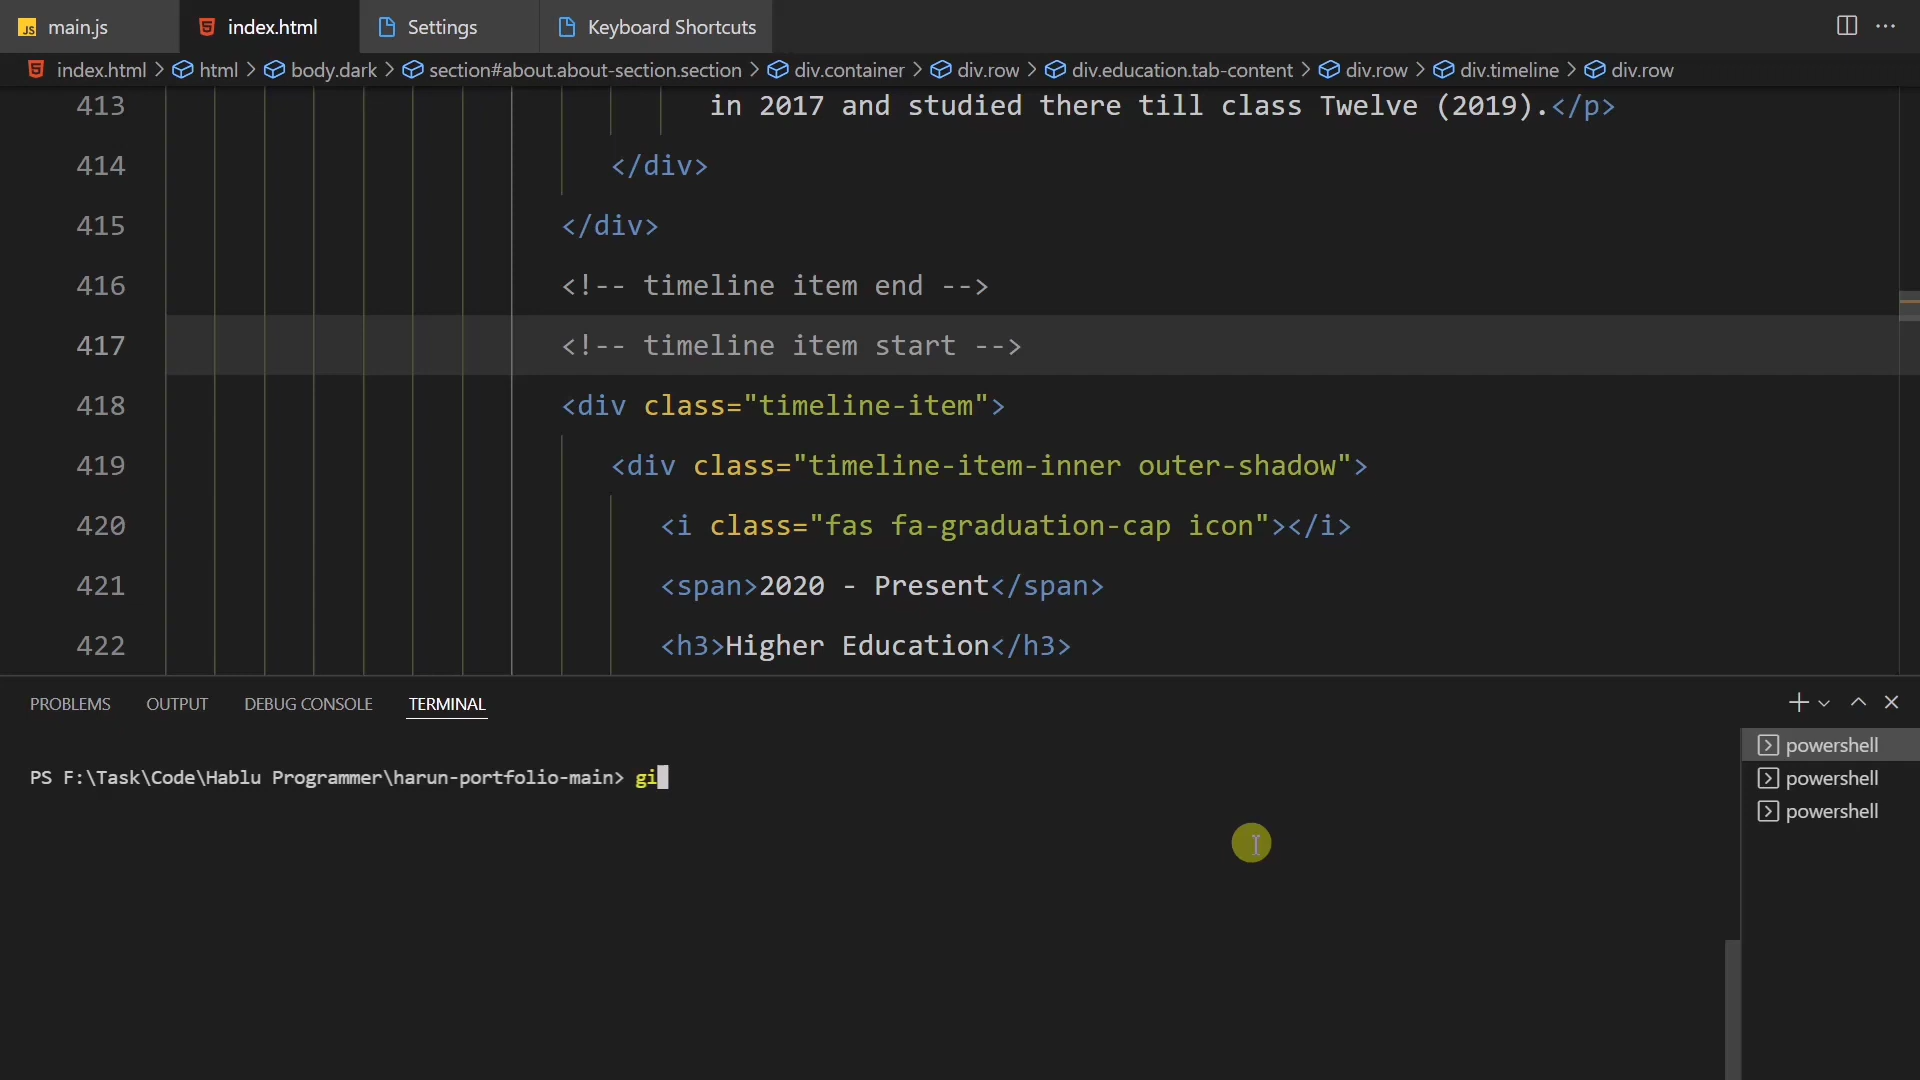 JS main.js index.html Settings Keyboard Shortcuts ...
index.html > html > body.dark > section#about.about-section.section > div.container > div.row > div.education.tab-content > div.row > div.timeline > div.row
413 in 2017 and studied there till class Twelve (2019).</p>
414 </div>
415 </div>
416 <!-- timeline item end -->
417 <!-- timeline item start -->
418 <div class="timeline-item">
419 <div class="timeline-item-inner outer-shadow">
420 <i class="fas fa-graduation-cap icon"></i>
421 <span>2020 - Present</span>
422 <h3>Higher Education</h3>
PROBLEMS OUTPUT DEBUG CONSOLE TERMINAL
powershell
PS F:\Task\Code\Hablu Programmer\harun-portfolio-main> gi
powershell
powershell